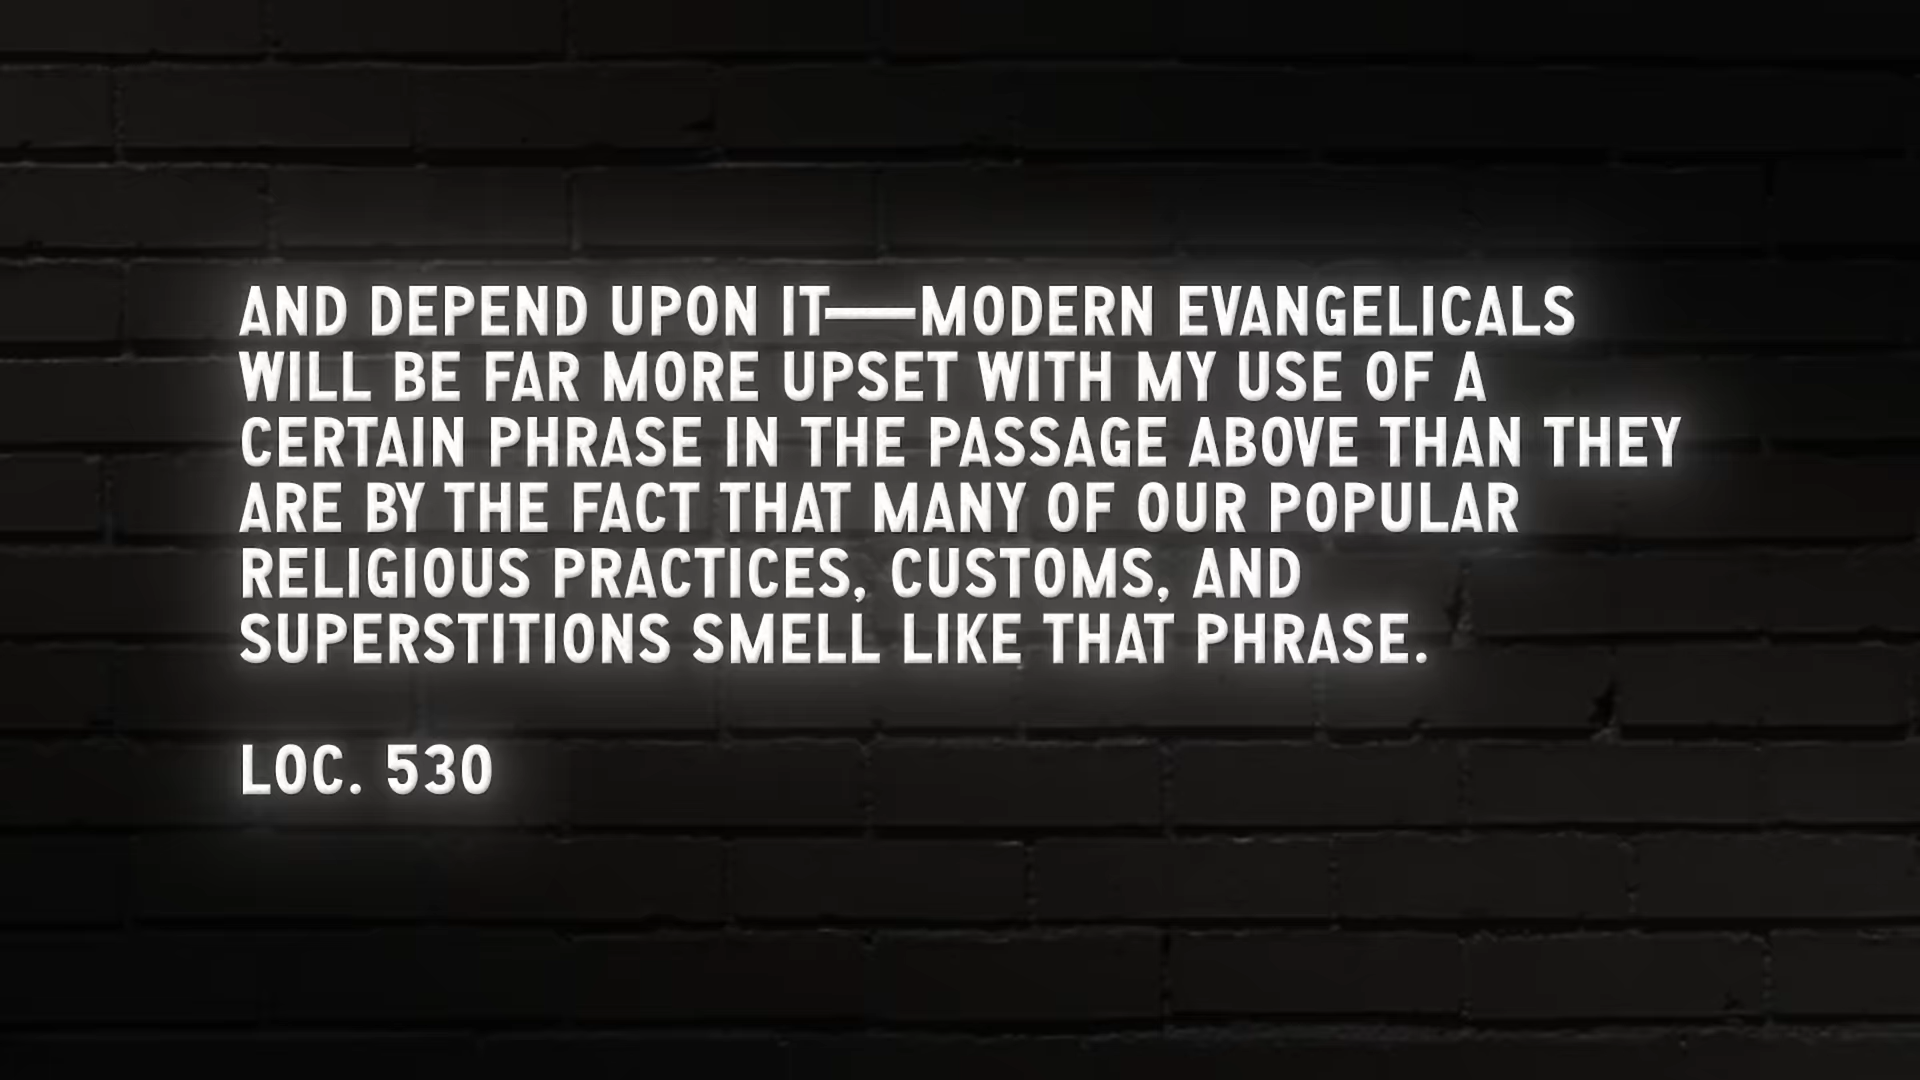 AND DEPEND UPON IT—MODERN EVANGELICALS
WILL BE FAR MORE UPSET WITH MY USE OF A
CERTAIN PHRASE IN THE PASSAGE ABOVE THAN THEY
ARE BY THE FACT THAT MANY OF OUR POPULAR
RELIGIOUS PRACTICES, CUSTOMS, AND
SUPERSTITIONS SMELL LIKE THAT PHRASE.
LOC. 530